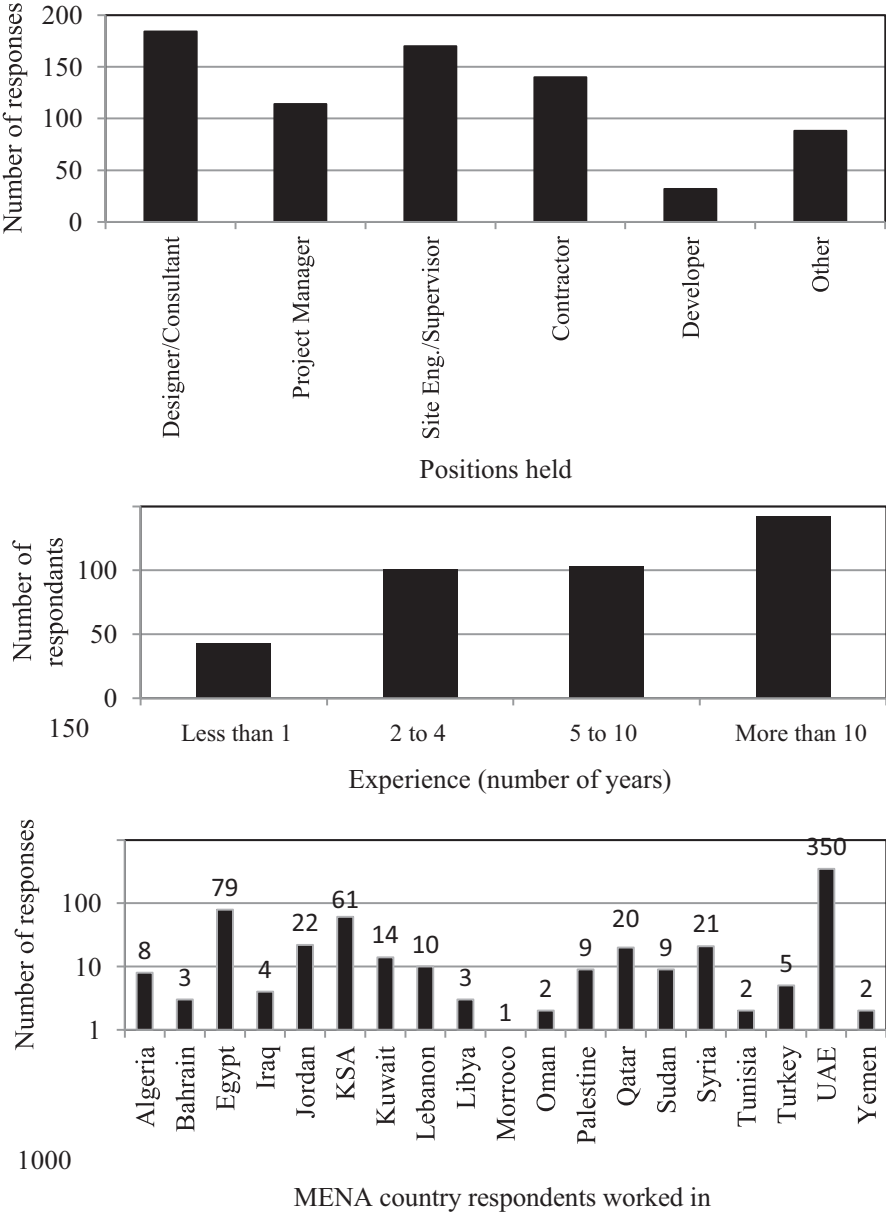 Number of responses
200
150
100
50
0
Designer/Consultant
Project Manager
Site Eng./Supervisor
Contractor
Developer
Other
Positions held
Number of
respondants
100
50
0
150
Less than 1
2 to 4
5 to 10
More than 10
Experience (number of years)
Number of responses
100
10
1
8
3
79
4
22
61
14
10
3
1
2
9
20
9
21
2
5
350
2
Algeria
Bahrain
Egypt
Iraq
Jordan
KSA
Kuwait
Lebanon
Libya
Morroco
Oman
Palestine
Qatar
Sudan
Syria
Tunisia
Turkey
UAE
Yemen
1000
MENA country respondents worked in